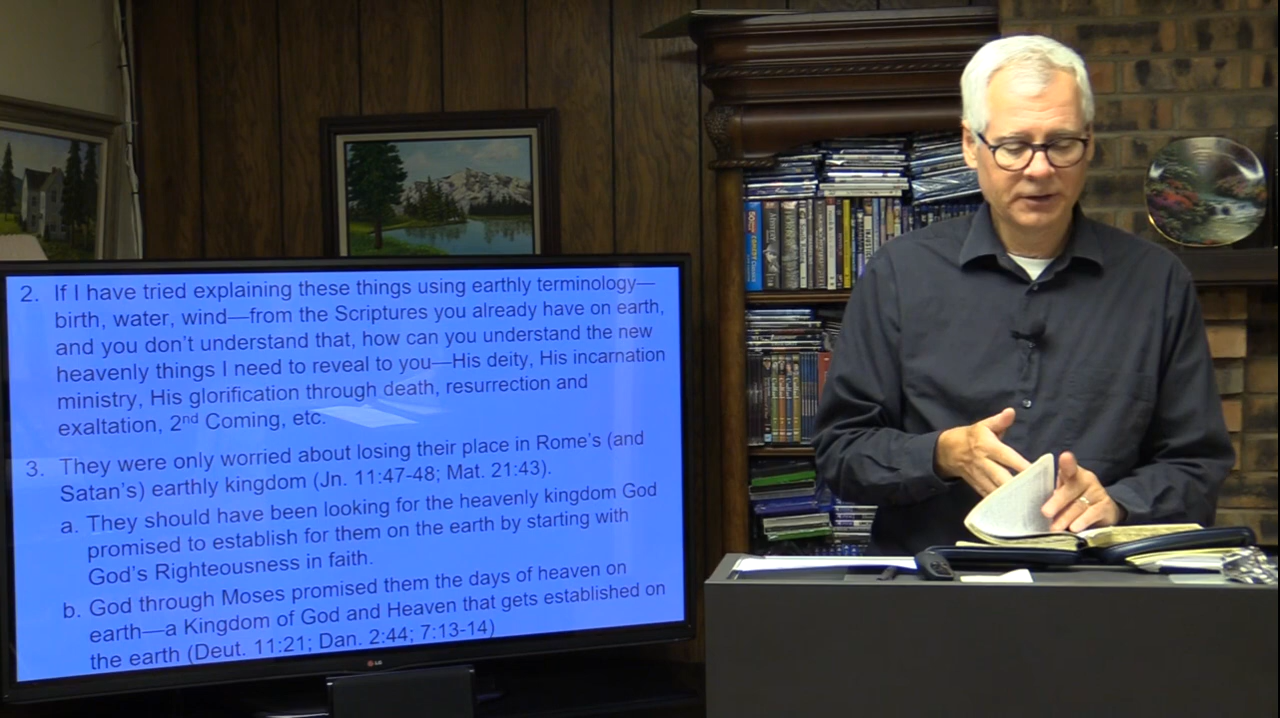 2. If I have tried explaining these things using earthly terminology—
birth, water, wind—from the Scriptures you already have on earth,
and you don't understand that, how can you understand the new
heavenly things I need to reveal to you—His deity, His incarnation
ministry, His glorification through death, resurrection and
exaltation, 2nd Coming, etc.
3. They were only worried about losing their place in Rome's (and
Satan's) earthly kingdom (Jn. 11:47-48; Mat. 21:43).
a. They should have been looking for the heavenly kingdom God
promised to establish for them on the earth by starting with
God's Righteousness in faith.
b. God through Moses promised them the days of heaven on
earth—a Kingdom of God and Heaven that gets established on
the earth (Deut. 11:21; Dan. 2:44; 7:13-14)
LG